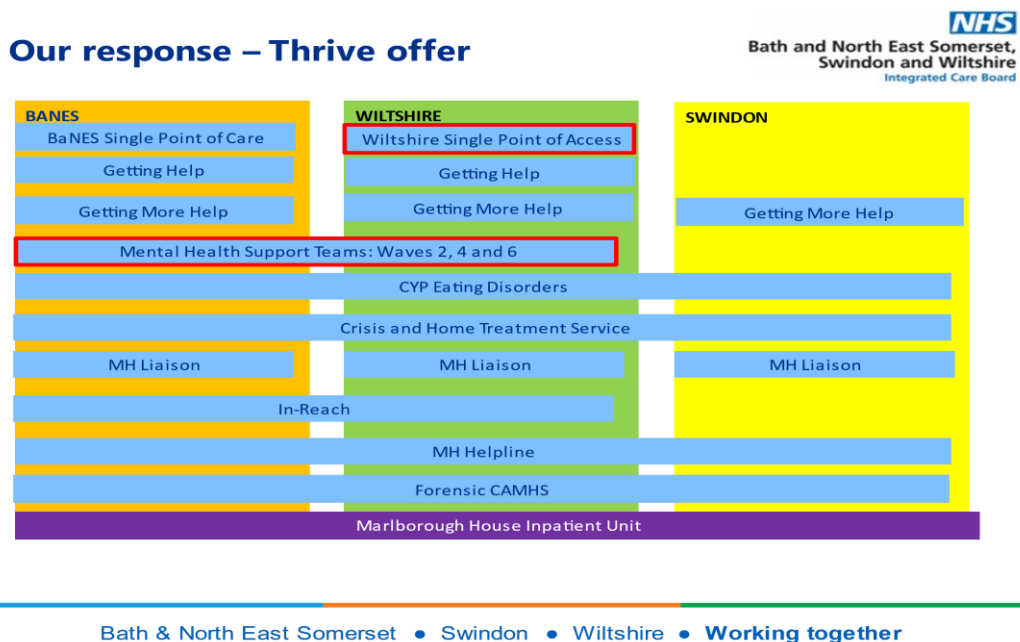 Our response – Thrive offer
NHS
Bath and North East Somerset,
Swindon and Wiltshire
Integrated Care Board
BANES
WILTSHIRE
SWINDON
BaNES Single Point of Care
Wiltshire Single Point of Access
Getting Help
Getting Help
Getting More Help
Getting More Help
Getting More Help
Mental Health Support Teams: Waves 2, 4 and 6
CYP Eating Disorders
Crisis and Home Treatment Service
MH Liaison
MH Liaison
MH Liaison
In-Reach
MH Helpline
Forensic CAMHS
Marlborough House Inpatient Unit
Bath & North East Somerset ● Swindon ● Wiltshire ● Working together